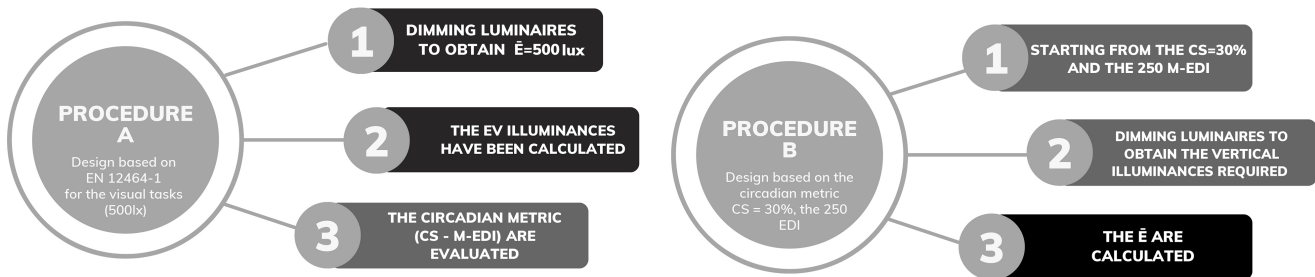 PROCEDURE
A
Design based on
EN 12464-1
for the visual tasks
(500lx)
1
DIMMING LUMINAIRES
TO OBTAIN Ē=500 lux
2
THE EV ILLUMINANCES
HAVE BEEN CALCULATED
3
THE CIRCADIAN METRIC
(CS - M-EDI) ARE
EVALUATED
PROCEDURE
B
Design based on the
circadian metric
CS = 30%, the 250
EDI
1
STARTING FROM THE CS=30%
AND THE 250 M-EDI
2
DIMMING LUMINAIRES TO
OBTAIN THE VERTICAL
ILLUMINANCES REQUIRED
3
THE Ē ARE
CALCULATED